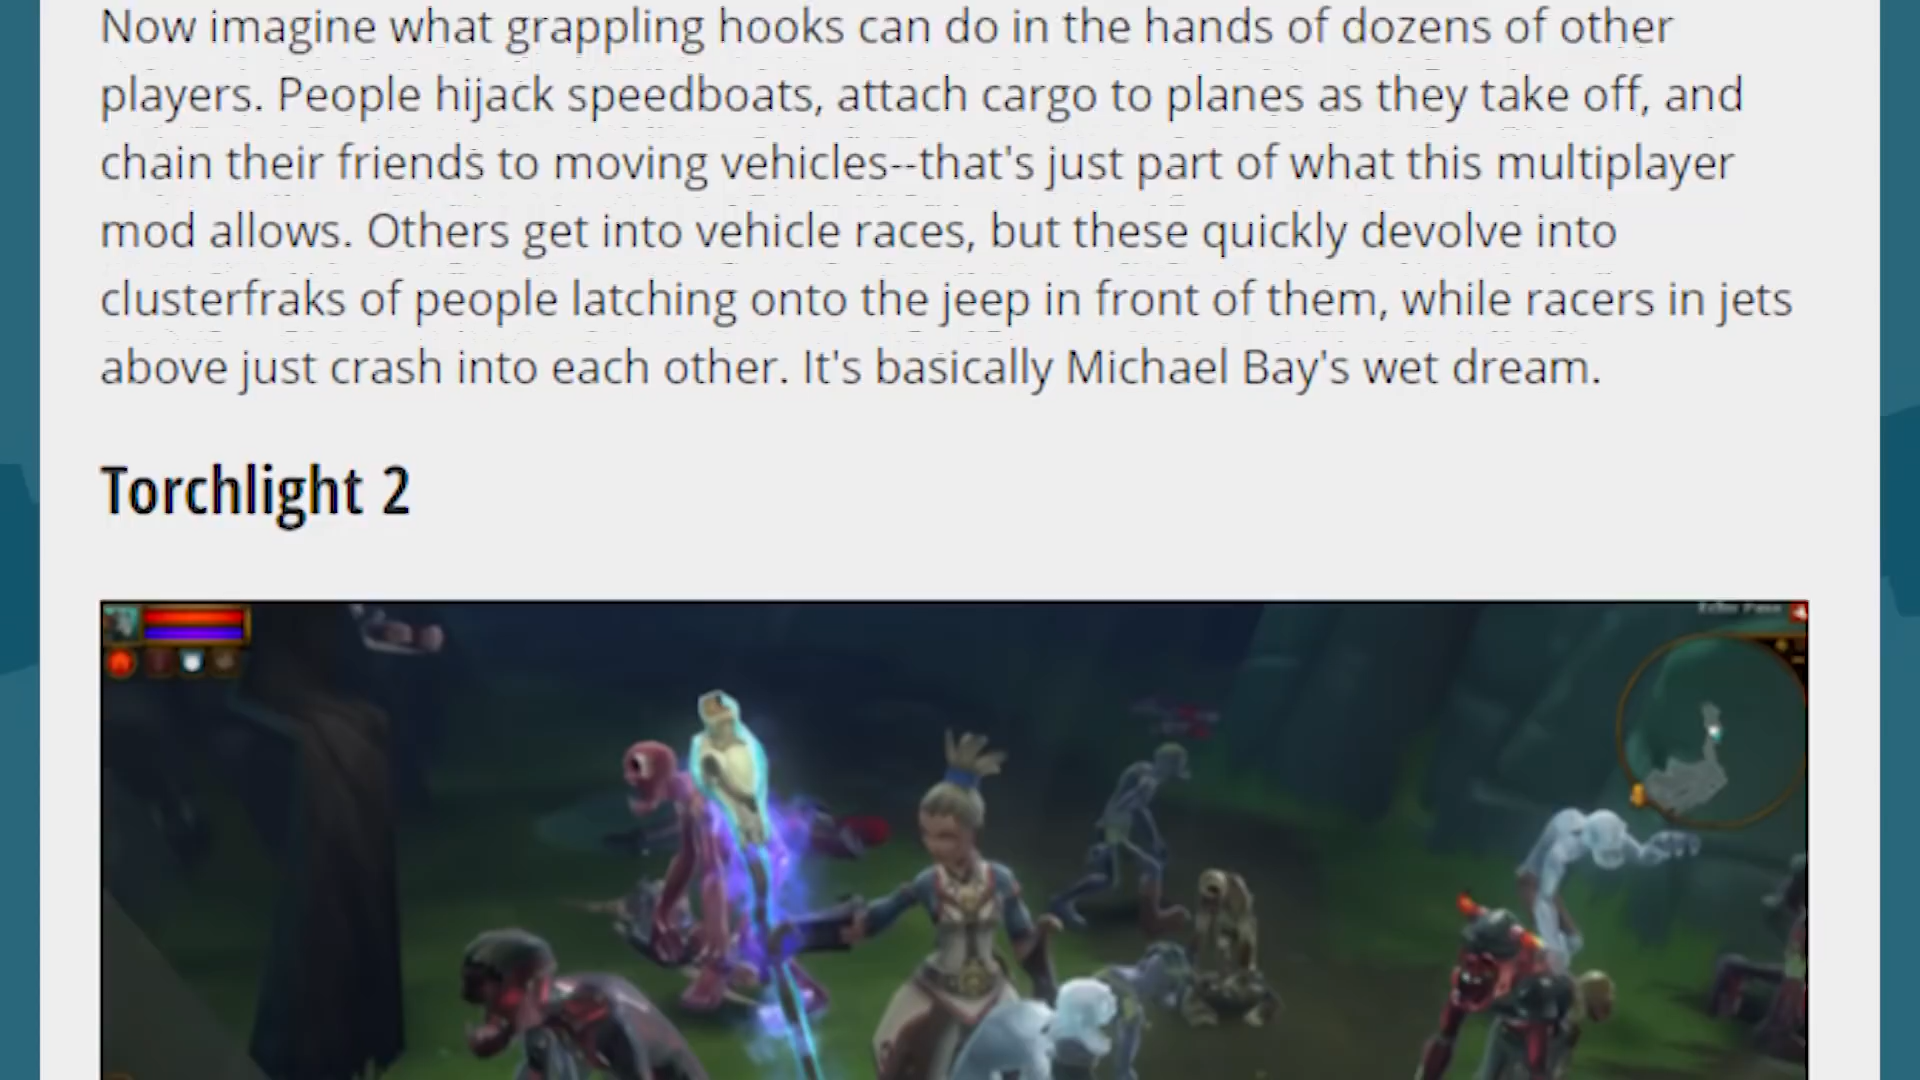 Now imagine what grappling hooks can do in the hands of dozens of other
players. People hijack speedboats, attach cargo to planes as they take off, and
chain their friends to moving vehicles--that's just part of what this multiplayer
mod allows. Others get into vehicle races, but these quickly devolve into
clusterfraks of people latching onto the jeep in front of them, while racers in jets
above just crash into each other. It's basically Michael Bay's wet dream.
Torchlight 2